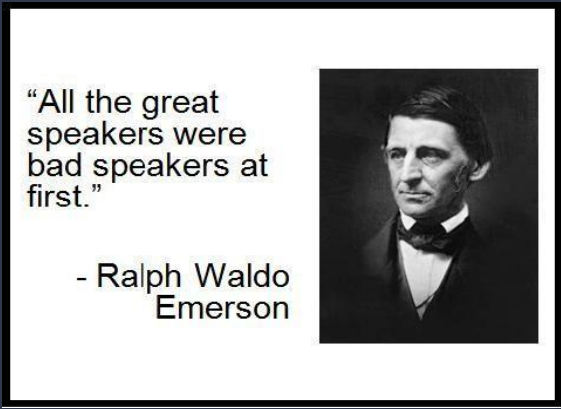 “All the great
speakers were
bad speakers at
first.”
- Ralph Waldo
Emerson